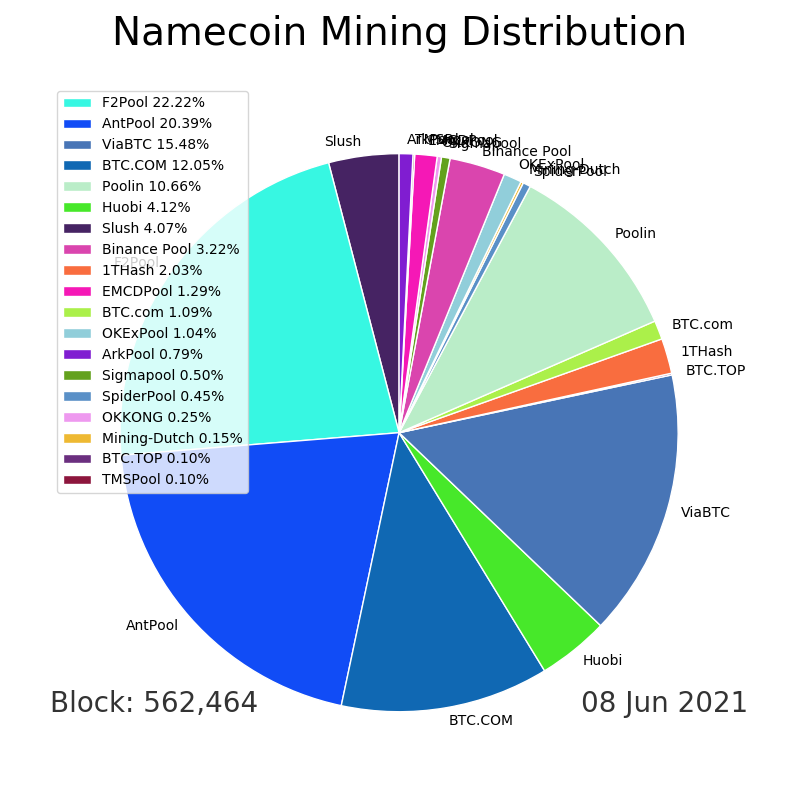 Namecoin Mining Distribution
F2Pool 22.22%
AntPool 20.39%
ViaBTC 15.48%
BTC.COM 12.05%
Poolin 10.66%
Huobi 4.12%
Slush 4.07%
Binance Pool 3.22%
1THash 2.03%
EMCDPool 1.29%
BTC.com 1.09%
OKExPool 1.04%
ArkPool 0.79%
Sigmapool 0.50%
SpiderPool 0.45%
OKKONG 0.25%
Mining-Dutch 0.15%
BTC.TOP 0.10%
TMSPool 0.10%
Slush
Binance Pool
OKExPool
Mining-Dutch
SpiderPool
Poolin
F2Pool
BTC.com
1THash
BTC.TOP
ViaBTC
AntPool
Huobi
BTC.COM
Block: 562,464
08 Jun 2021